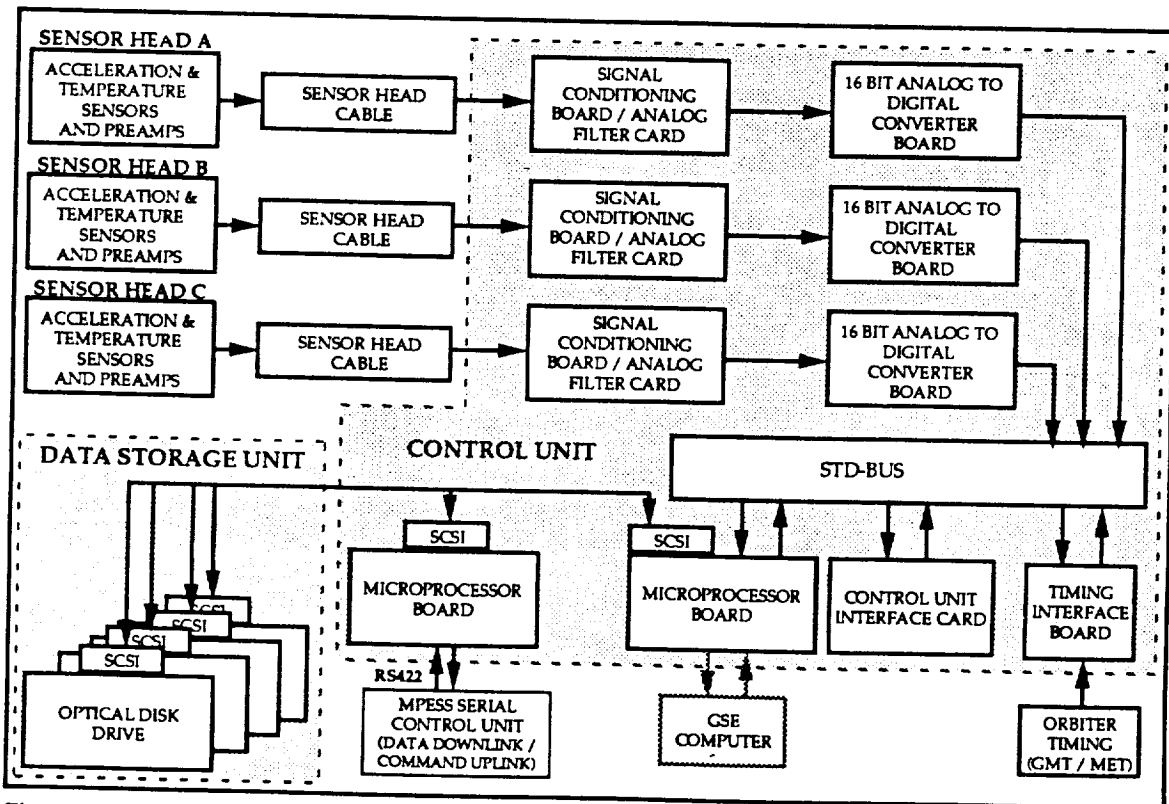 SENSOR HEAD A
ACCELERATION &
TEMPERATURE
SENSORS
AND PREAMPS
SENSOR HEAD
CABLE
SIGNAL
CONDITIONING
BOARD / ANALOG
FILTER CARD
16 BIT ANALOG TO
DIGITAL
CONVERTER
BOARD
SENSOR HEAD B
ACCELERATION &
TEMPERATURE
SENSORS
AND PREAMPS
SENSOR HEAD
CABLE
SIGNAL
CONDITIONING
BOARD / ANALOG
FILTER CARD
16 BIT ANALOG TO
DIGITAL
CONVERTER
BOARD
SENSOR HEAD C
ACCELERATION &
TEMPERATURE
SENSORS
AND PREAMPS
SENSOR HEAD
CABLE
SIGNAL
CONDITIONING
BOARD / ANALOG
FILTER CARD
16 BIT ANALOG TO
DIGITAL
CONVERTER
BOARD
DATA STORAGE UNIT
CONTROL UNIT
STD-BUS
SCSI
MICROPROCESSOR
BOARD
SCSI
MICROPROCESSOR
BOARD
CONTROL UNIT
INTERFACE CARD
TIMING
INTERFACE
BOARD
SCSI
SCSI
SCSI
SCSI
OPTICAL DISK
DRIVE
RS422
MPESS SERIAL
CONTROL UNIT
(DATA DOWNLINK /
COMMAND UPLINK)
GSE
COMPUTER
ORBITER
TIMING
(GMT / MET)